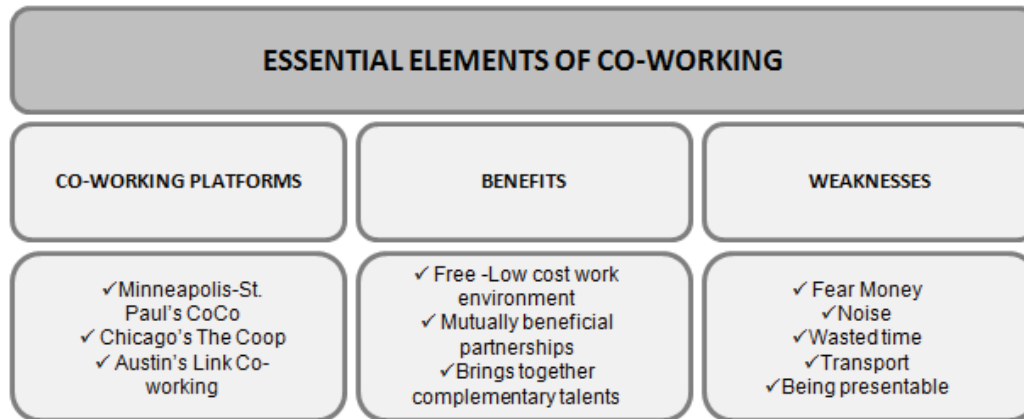 ESSENTIAL ELEMENTS OF CO-WORKING
CO-WORKING PLATFORMS
BENEFITS
WEAKNESSES
✓Minneapolis-St.
Paul's CoCo
✓ Chicago's The Coop
✓ Austin's Link Co-
working
✓ Free -Low cost work
environment
✓ Mutually beneficial
partnerships
✓Brings together
complementary talents
✓ Fear Money
✓Noise
✓Wasted time
✓Transport
✓Being presentable